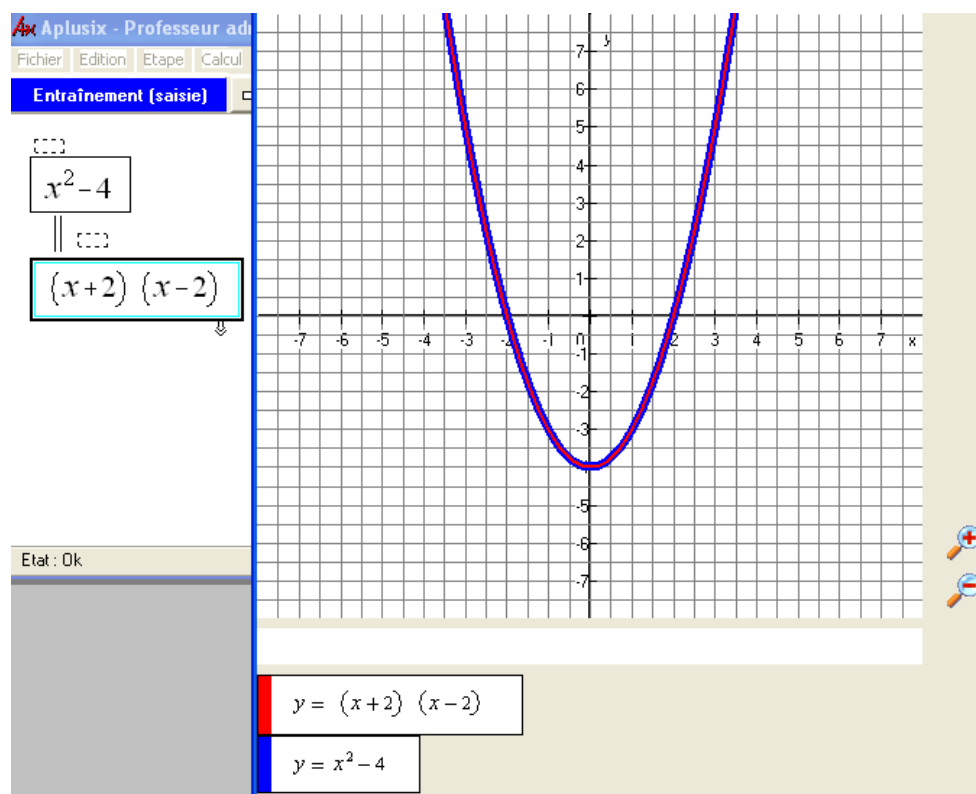 Aplusix - Professeur ad
Fichier Edition Etape Calcul
Entraînement (saisie)
x² - 4
(x+2) (x-2)
Etat : Ok
y
7
6
5
4
3
2
1
-7 -6 -5 -4 -3 -2 -1 0 1 2 3 4 5 6 7 x
-1
-2
-3
-5
-6
-7
y = (x+2) (x-2)
y = x² - 4